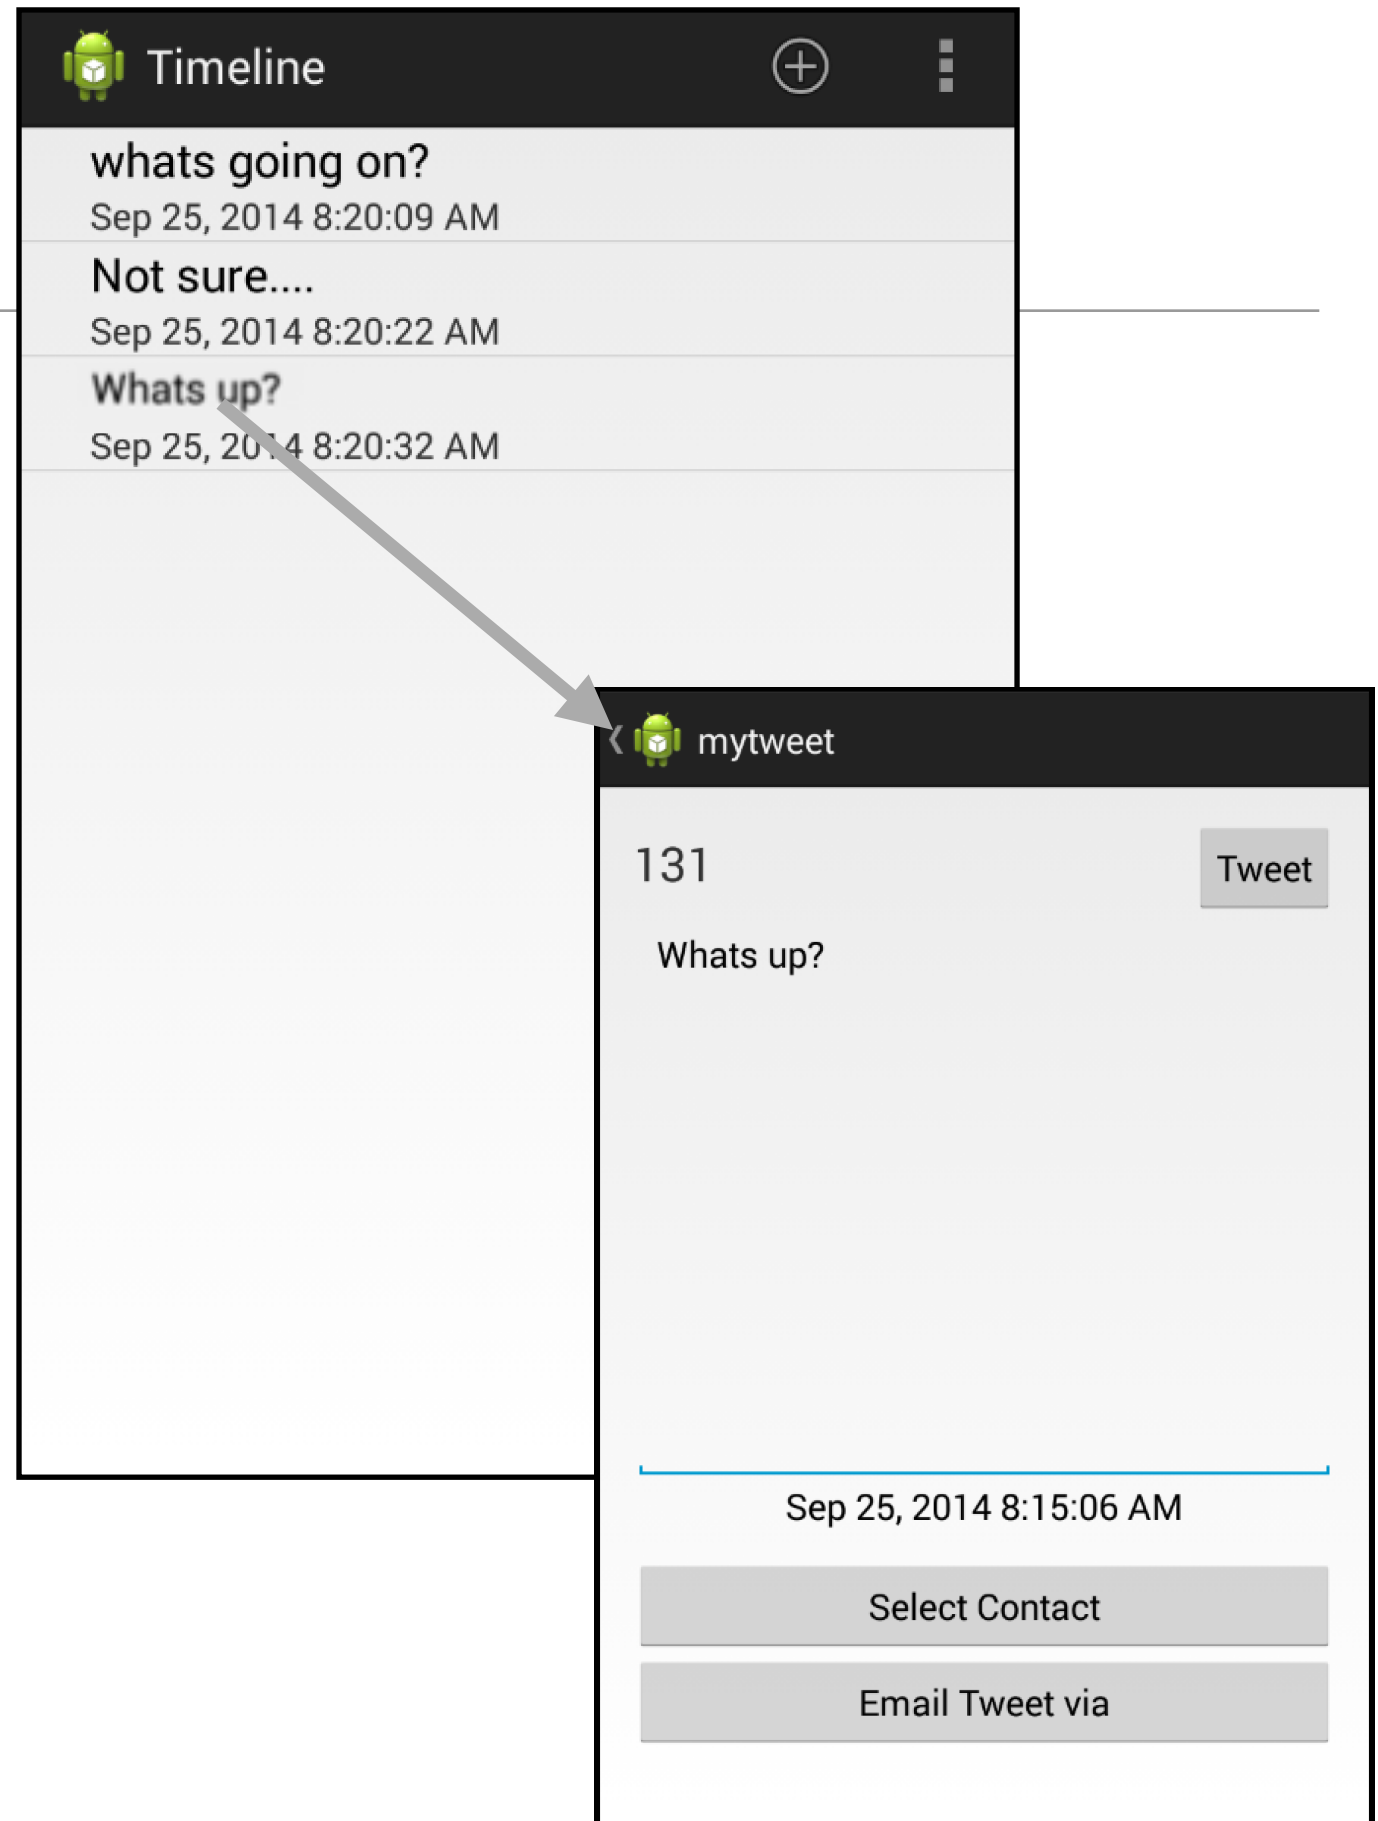 Timeline
whats going on?
Sep 25, 2014 8:20:09 AM
Not sure....
Sep 25, 2014 8:20:22 AM
Whats up?
Sep 25, 2014 8:20:32 AM
mytweet
131
Tweet
Whats up?
Sep 25, 2014 8:15:06 AM
Select Contact
Email Tweet via